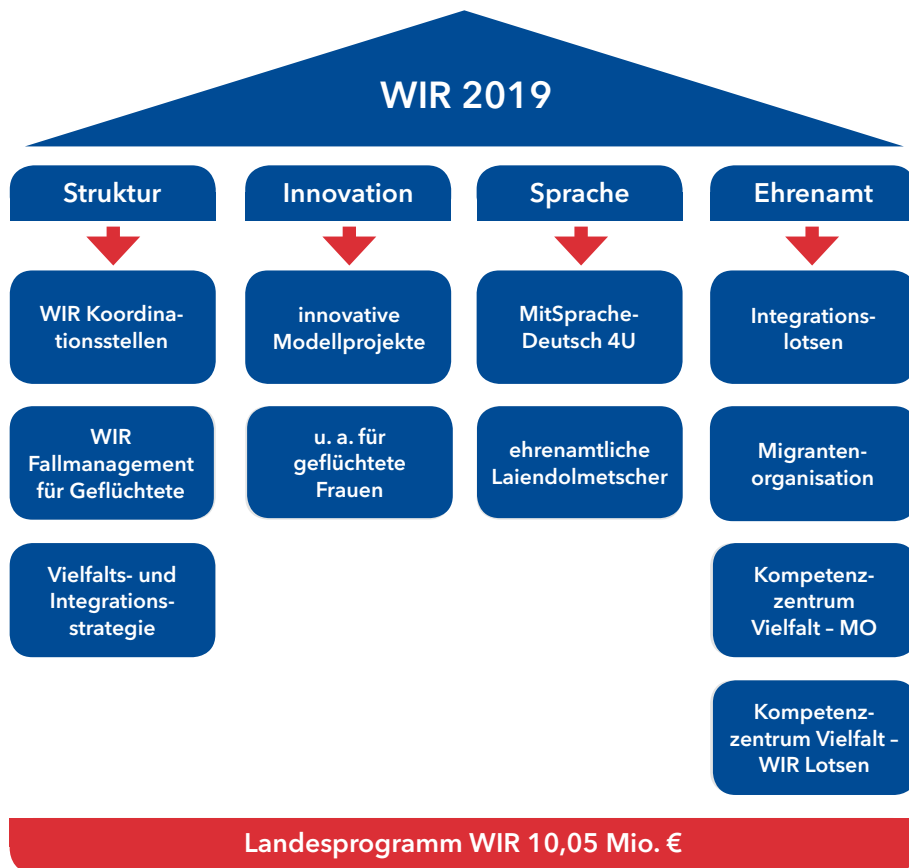 WIR 2019
Struktur
Innovation
Sprache
Ehrenamt
WIR Koordina-
tionsstellen
innovative
Modellprojekte
MitSprache-
Deutsch 4U
Integrations-
lotsen
WIR
Fallmanagement
für Geflüchtete
u. a. für
geflüchtete
Frauen
ehrenamtliche
Laiendolmetscher
Migranten-
organisation
Vielfalts- und
Integrations-
strategie
Kompetenz-
zentrum
Vielfalt – MO
Kompetenz-
zentrum Vielfalt –
WIR Lotsen
Landesprogramm WIR 10,05 Mio. €